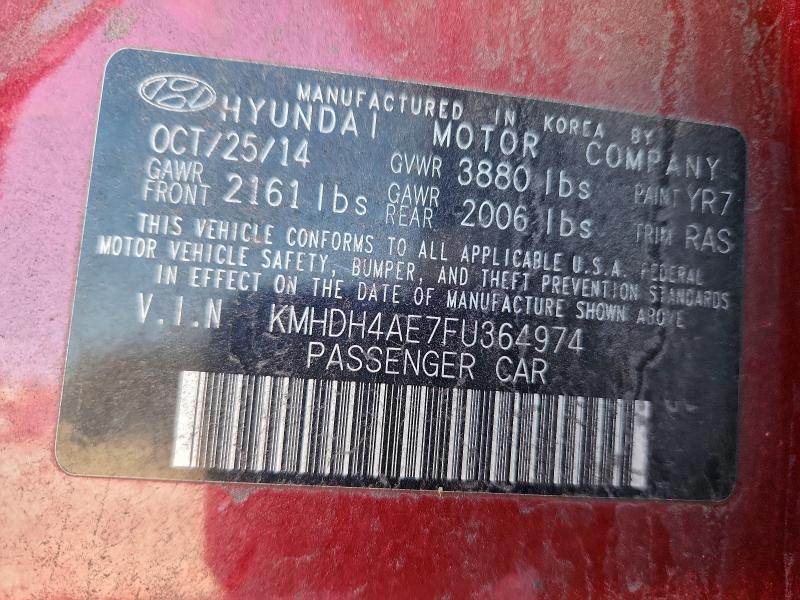 MANUFACTURED IN KOREA BY
HYUNDAI MOTOR COMPANY
OCT/25/14 GVWR 3880 lbs PAINT YR7
GAWR FRONT 2161 lbs GAWR REAR 2006 lbs TRIM RAS
THIS VEHICLE CONFORMS TO ALL APPLICABLE U.S.A. FEDERAL
MOTOR VEHICLE SAFETY, BUMPER, AND THEFT PREVENTION STANDARDS
IN EFFECT ON THE DATE OF MANUFACTURE SHOWN ABOVE
V.I.N KMHDH4AE7FU364974
PASSENGER CAR